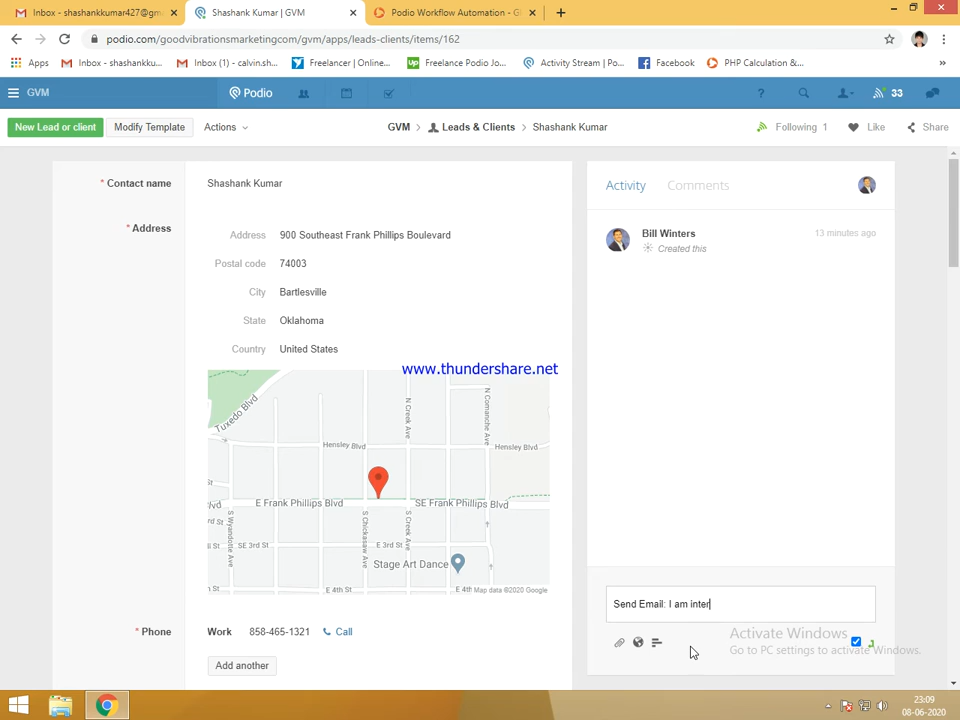 Inbox - shashankkumar427@gm
Shashank Kumar | GVM
Podio Workflow Automation - G
podio.com/goodvibrationsmarketing/gvm/apps/leads-clients/items/162
Apps
Inbox - shashankku...
Inbox (1) - calvin.sh...
Freelancer | Online...
Freelance Podio Jo...
Activity Stream | Po...
Facebook
PHP Calculation &...
GVM
Podio
?
33
New Lead or client
Modify Template
Actions
GVM > Leads & Clients > Shashank Kumar
Following 1
Like
Share
* Contact name
Shashank Kumar
* Address
Address 900 Southeast Frank Phillips Boulevard
Postal code 74003
City Bartlesville
State Oklahoma
Country United States
www.thundershare.net
Tuxedo Blvd
N Creek Ave
N Comanche Ave
Hensley Blvd
Hensley Blvd
E Frank Phillips Blvd
SE Frank Phillips Blvd
S Wyandotte Ave
S Chickasaw Ave
S Creek Ave
SE 3rd St
E 3rd St
SE 3rd St
Stage Art Dance
E 4th St
E 4th
Map data ©2020 Google
* Phone
Work 858-465-1321 Call
Add another
Activity
Comments
Bill Winters
13 minutes ago
Created this
Send Email: I am inter
Activate Windows
Go to PC settings to activate Windows.
23:09
08-06-2020